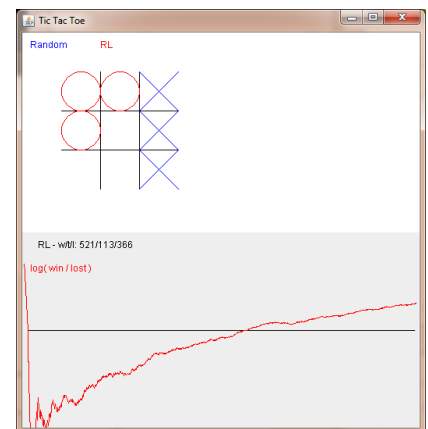 Tic Tac Toe
Random RL
RL - w/t/l: 521/113/366
log( win / lost )